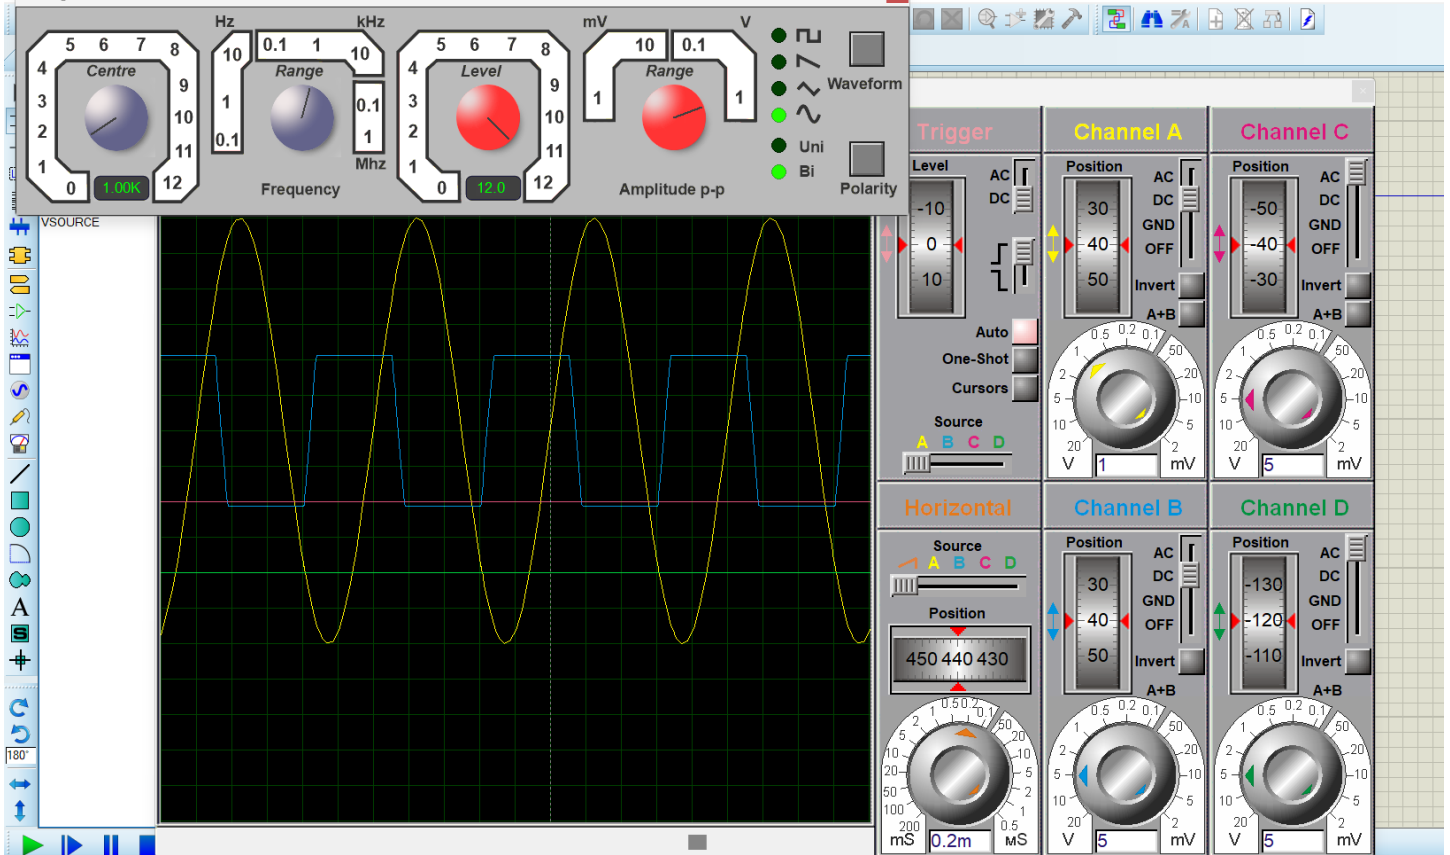 Hz kHz mV V
5 6 7 8
4 Centre 9
3 10
2 11
1 12
0 1.00K
10 0.1 1 10
Range
1 0.1
0.1 1
Mhz
Frequency
5 6 7 8
4 Level 9
3 10
2 11
1 12
0 12.0
10 0.1
Range
1 1
Amplitude p-p
Waveform
Uni
Bi
Polarity
VSOURCE
180°
Trigger
Level
-10
0
10
AC
DC
Auto
One-Shot
Cursors
Source
A B C D
Channel A
Position
30
40
50
AC
DC
GND
OFF
Invert
A+B
0.5 0.2 0.1
1 50
2 20
5 10
10 5
20 2
V 1 mV
Channel C
Position
-50
-40
-30
AC
DC
GND
OFF
Invert
A+B
0.5 0.2 0.1
1 50
2 20
5 10
10 5
20 2
V 5 mV
Horizontal
Source
A B C D
Position
450 440 430
0.5 0.2 0.1
1 50
2 20
5 10
10 5
20 2
50 1
100 0.5
200
mS 0.2m µS
Channel B
Position
30
40
50
AC
DC
GND
OFF
Invert
A+B
0.5 0.2 0.1
1 50
2 20
5 10
10 5
20 2
V 5 mV
Channel D
Position
-130
-120
-110
AC
DC
GND
OFF
Invert
A+B
0.5 0.2 0.1
1 50
2 20
5 10
10 5
20 2
V 5 mV